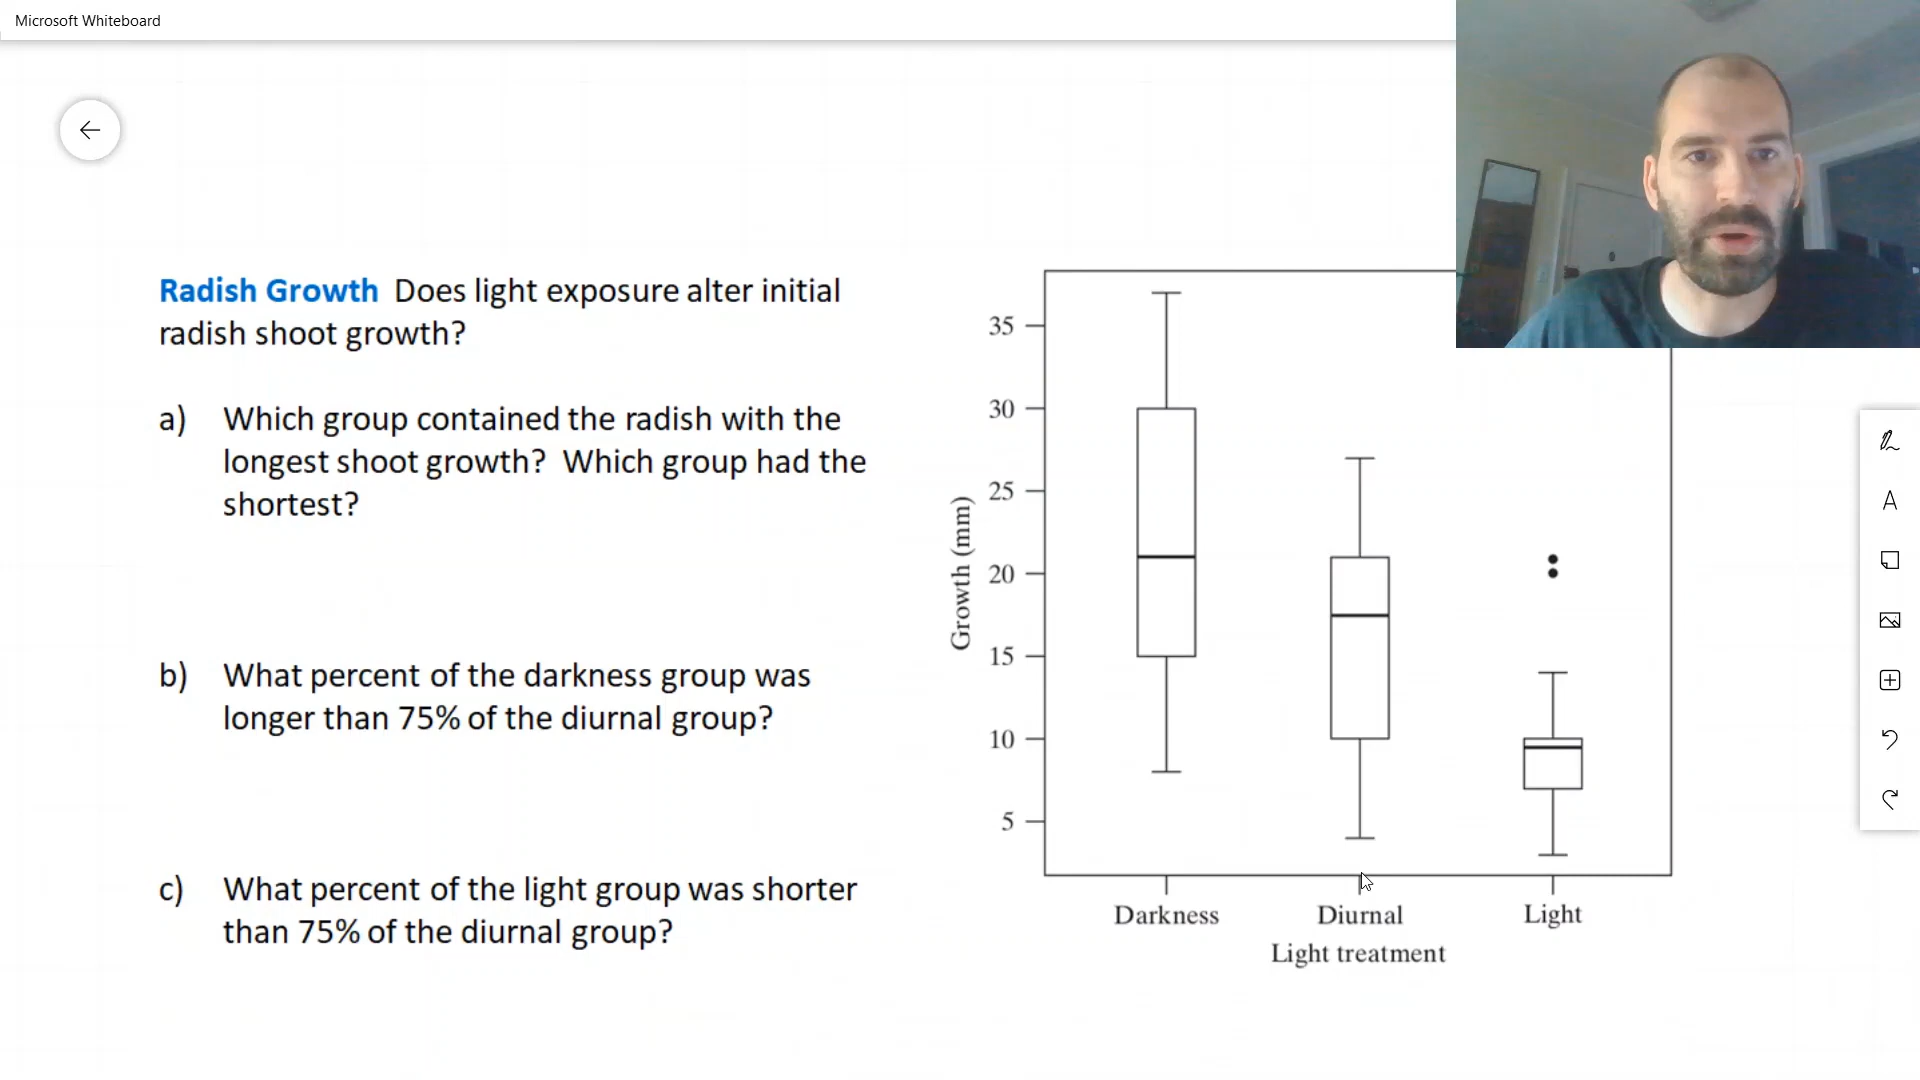 Microsoft Whiteboard
Radish Growth Does light exposure alter initial
radish shoot growth?
a) Which group contained the radish with the
longest shoot growth? Which group had the
shortest?
b) What percent of the darkness group was
longer than 75% of the diurnal group?
c) What percent of the light group was shorter
than 75% of the diurnal group?
Growth (mm)
35
30
25
20
15
10
5
Darkness Diurnal Light
Light treatment